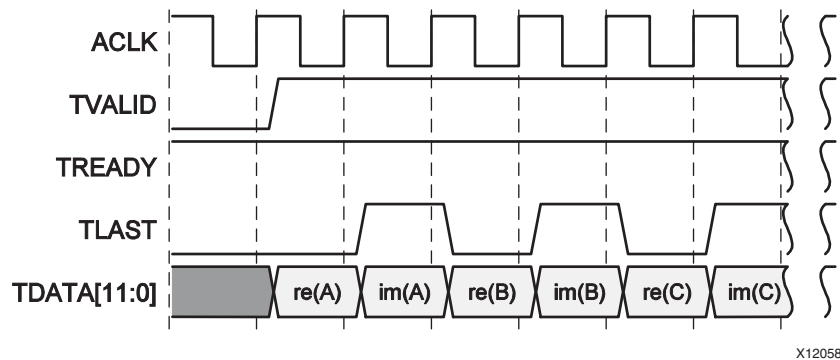 ACLK
TVALID
TREADY
TLAST
TDATA[11:0] re(A) im(A) re(B) im(B) re(C) im(C)
X12058